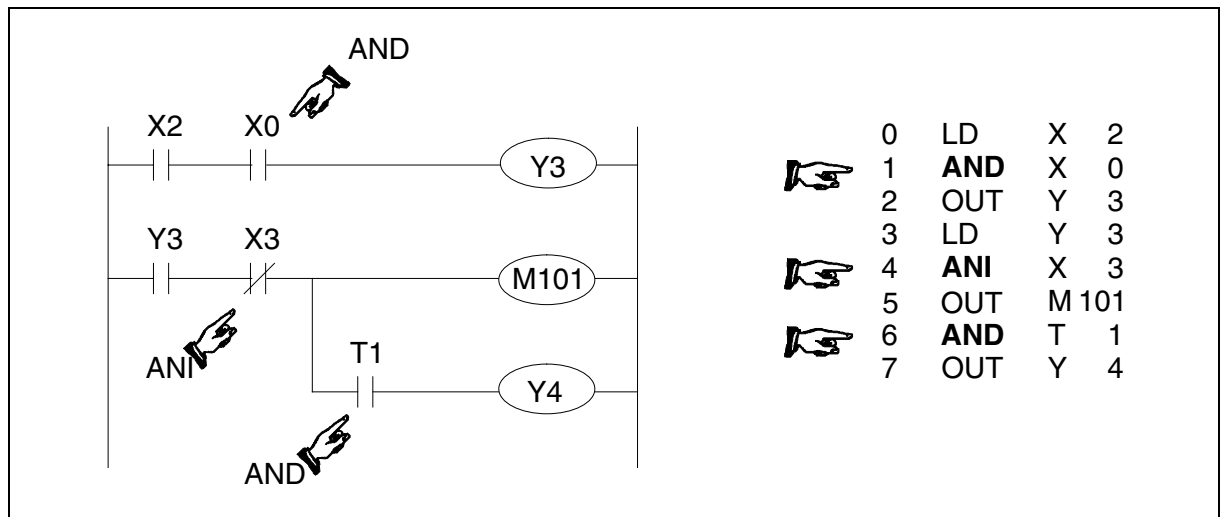 AND
X2 X0
Y3
Y3 X3
M101
ANI
T1
Y4
AND
0 LD X 2
1 AND X 0
2 OUT Y 3
3 LD Y 3
4 ANI X 3
5 OUT M 101
6 AND T 1
7 OUT Y 4